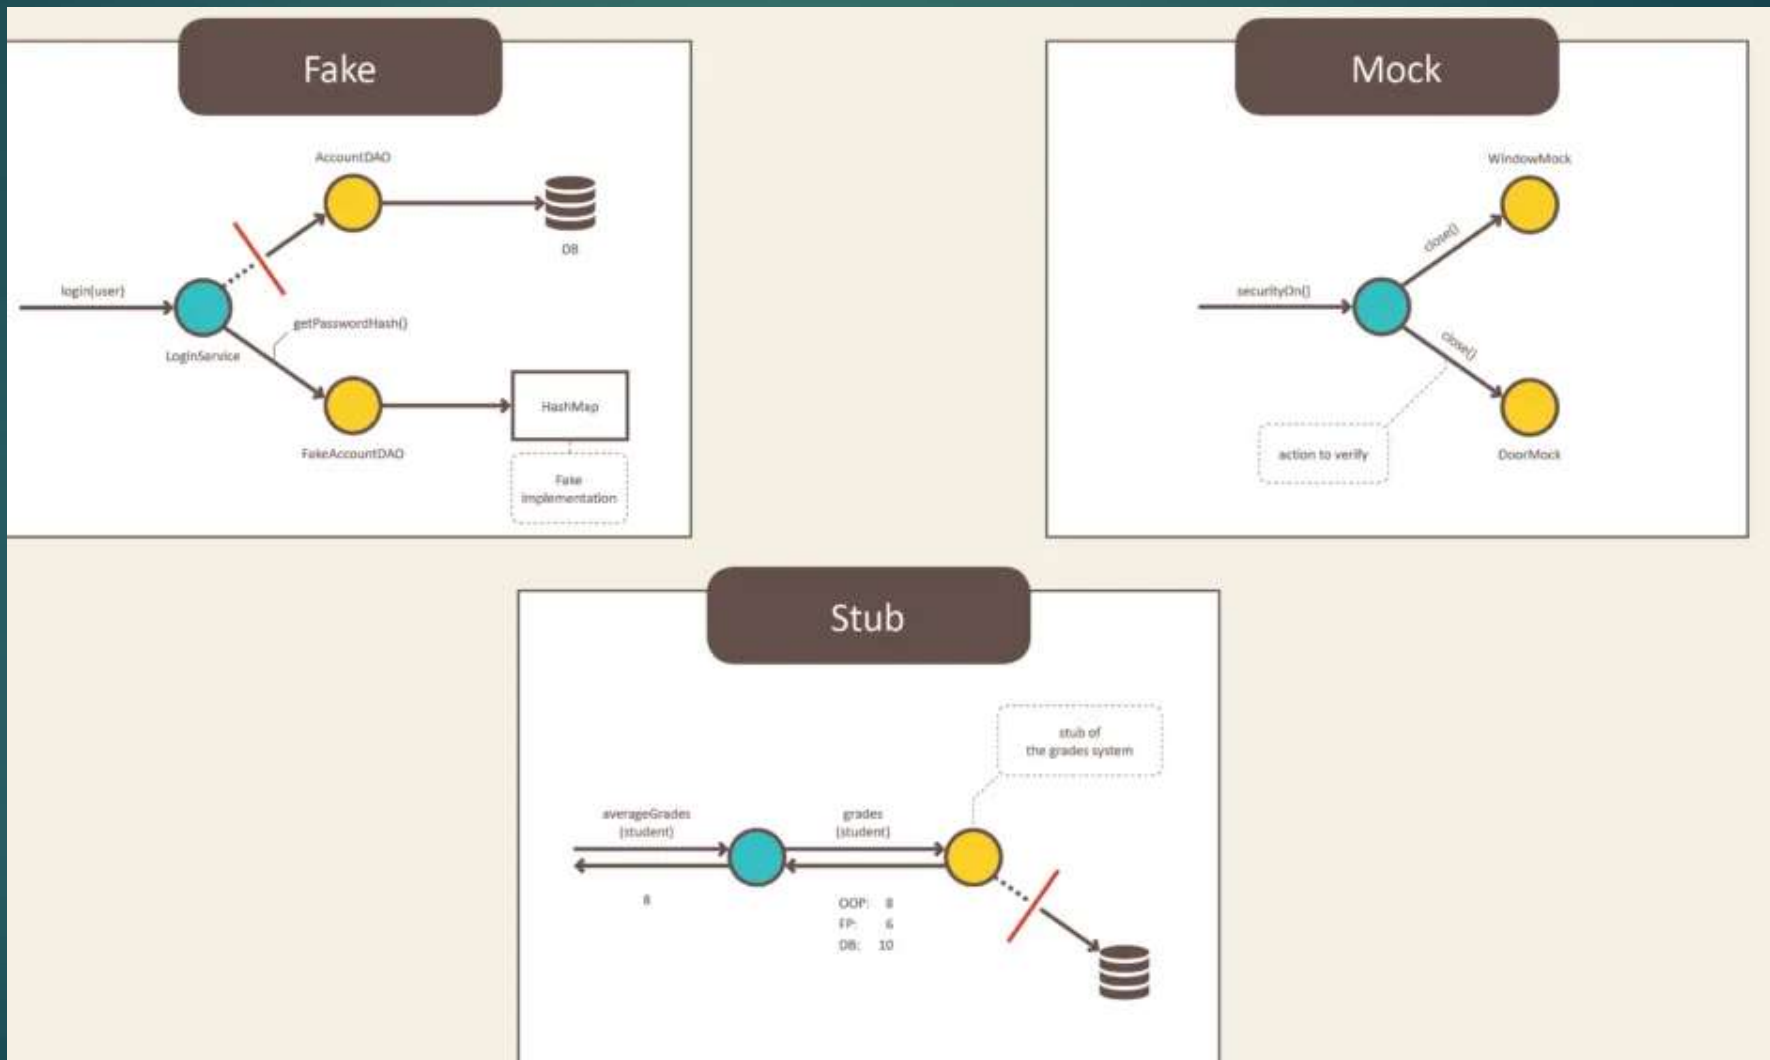 Fake
AccountDAO
DB
login(user)
getPasswordHash()
LoginService
HashMap
FakeAccountDAO
Fake
implementation
Mock
WindowMock
close()
securityOn()
close()
action to verify
DoorMock
Stub
stub of
the grades system
averageGrades
(student)
grades
(student)
8
OOP: 8
FP: 6
DB: 10